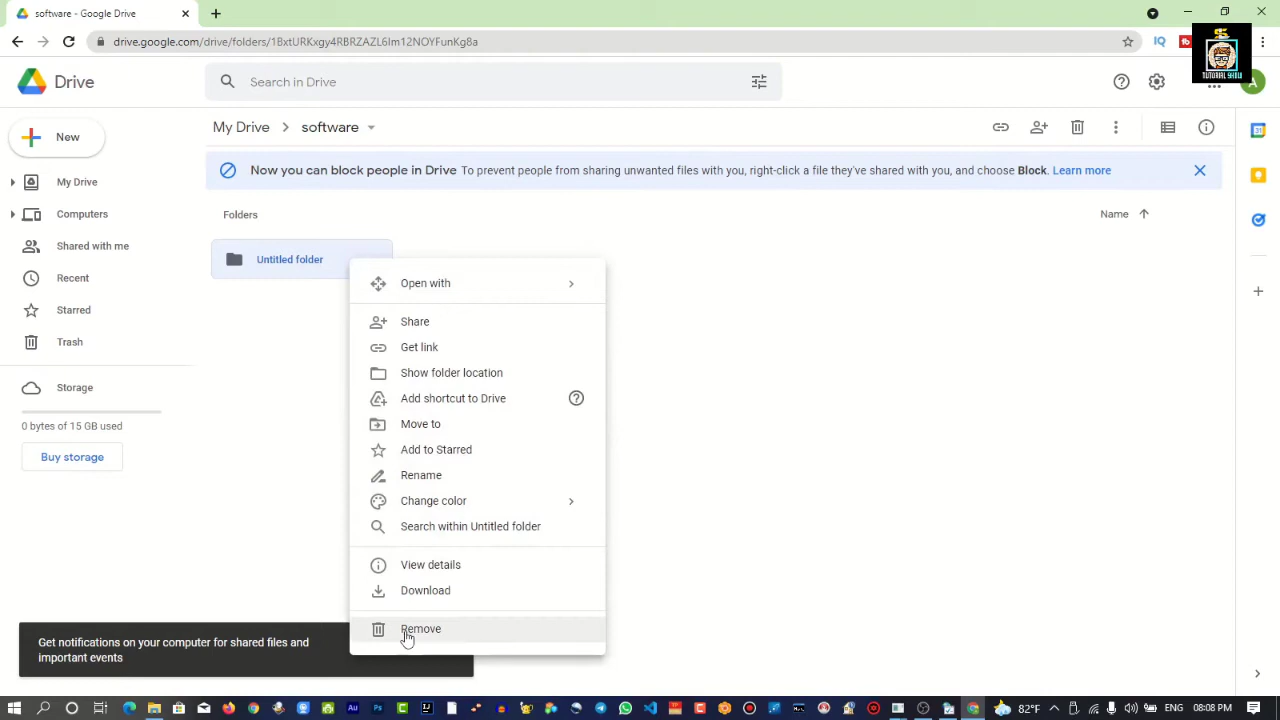 software - Google Drive
drive.google.com/drive/folders/1BxtURKxgy4RBRZAZL6lm12NOYFunKg8a
Drive
Search in Drive
TUTORIAL SHOW
A
New
My Drive
software
Now you can block people in Drive To prevent people from sharing unwanted files with you, right-click a file they've shared with you, and choose Block. Learn more
My Drive
Computers
Shared with me
Recent
Starred
Trash
Storage
0 bytes of 15 GB used
Buy storage
Folders
Name
Untitled folder
Open with
Share
Get link
Show folder location
Add shortcut to Drive
Move to
Add to Starred
Rename
Change color
Search within Untitled folder
View details
Download
Remove
Get notifications on your computer for shared files and
important events
82°F
ENG
08:08 PM